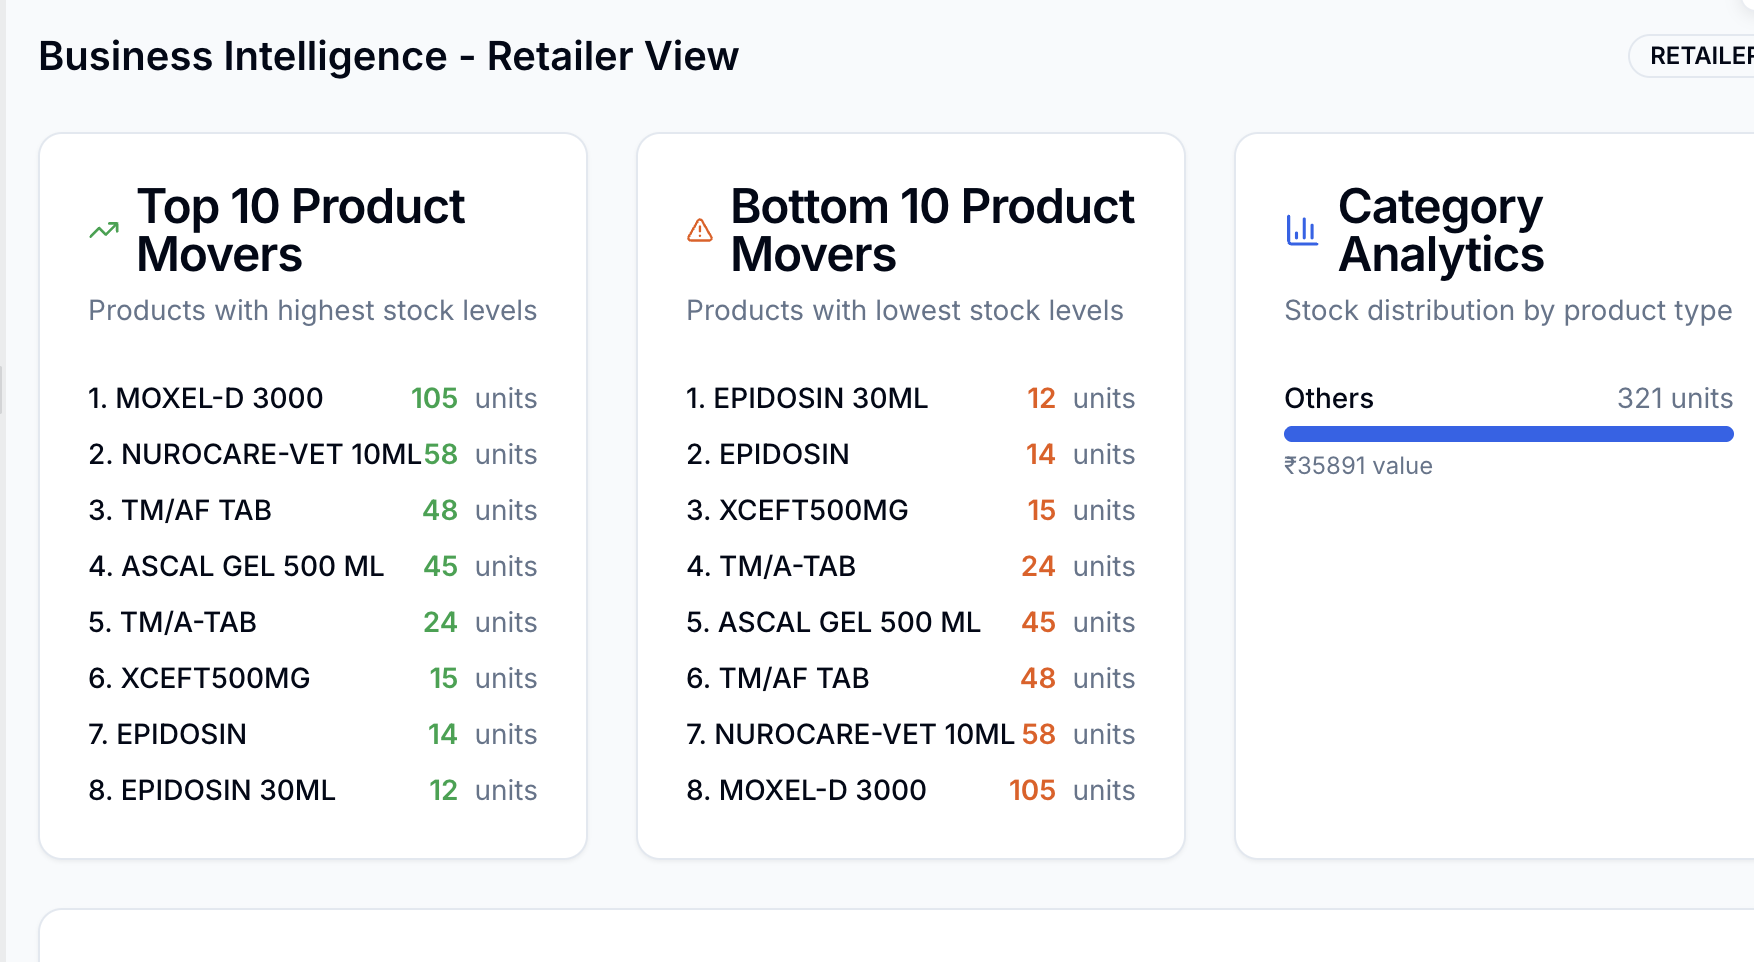 Business Intelligence - Retailer View
RETAILER
Top 10 Product
Movers
Products with highest stock levels
1. MOXEL-D 3000 105 units
2. NUROCARE-VET 10ML 58 units
3. TM/AF TAB 48 units
4. ASCAL GEL 500 ML 45 units
5. TM/A-TAB 24 units
6. XCEFT500MG 15 units
7. EPIDOSIN 14 units
8. EPIDOSIN 30ML 12 units
Bottom 10 Product
Movers
Products with lowest stock levels
1. EPIDOSIN 30ML 12 units
2. EPIDOSIN 14 units
3. XCEFT500MG 15 units
4. TM/A-TAB 24 units
5. ASCAL GEL 500 ML 45 units
6. TM/AF TAB 48 units
7. NUROCARE-VET 10ML 58 units
8. MOXEL-D 3000 105 units
Category
Analytics
Stock distribution by product type
Others 321 units
₹35891 value